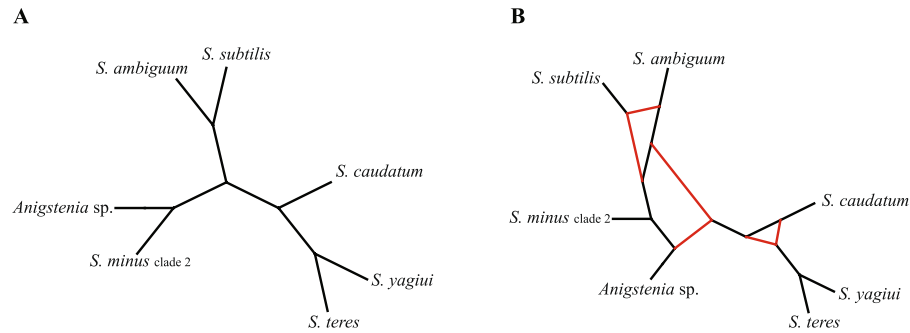 A
S. ambiguum
S. subtilis
S. caudatum
Anigstenia sp.
S. minus clade 2
S. yagiui
S. teres
B
S. subtilis
S. ambiguum
S. caudatum
S. minus clade 2
Anigstenia sp.
S. yagiui
S. teres